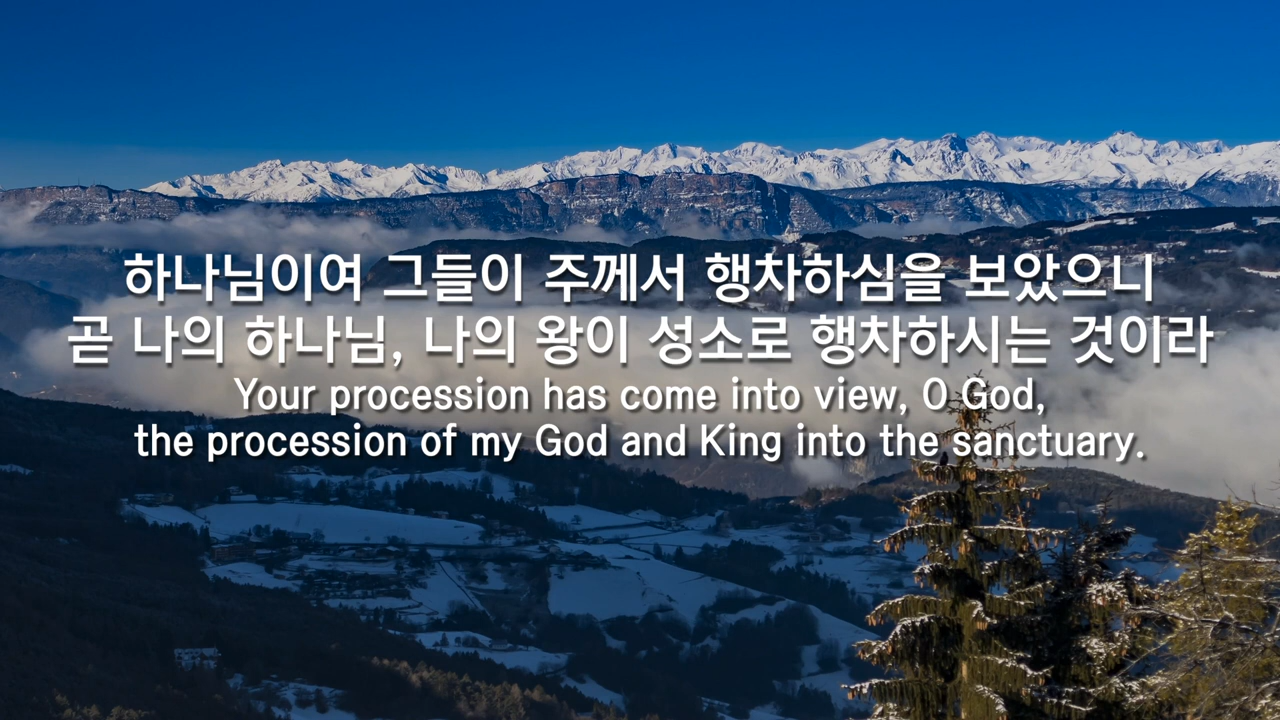 하나님이여 그들이 주께서 행차하심을 보았으니
곧 나의 하나님, 나의 왕이 성소로 행차하시는 것이라
Your procession has come into view, O God,
the procession of my God and King into the sanctuary.